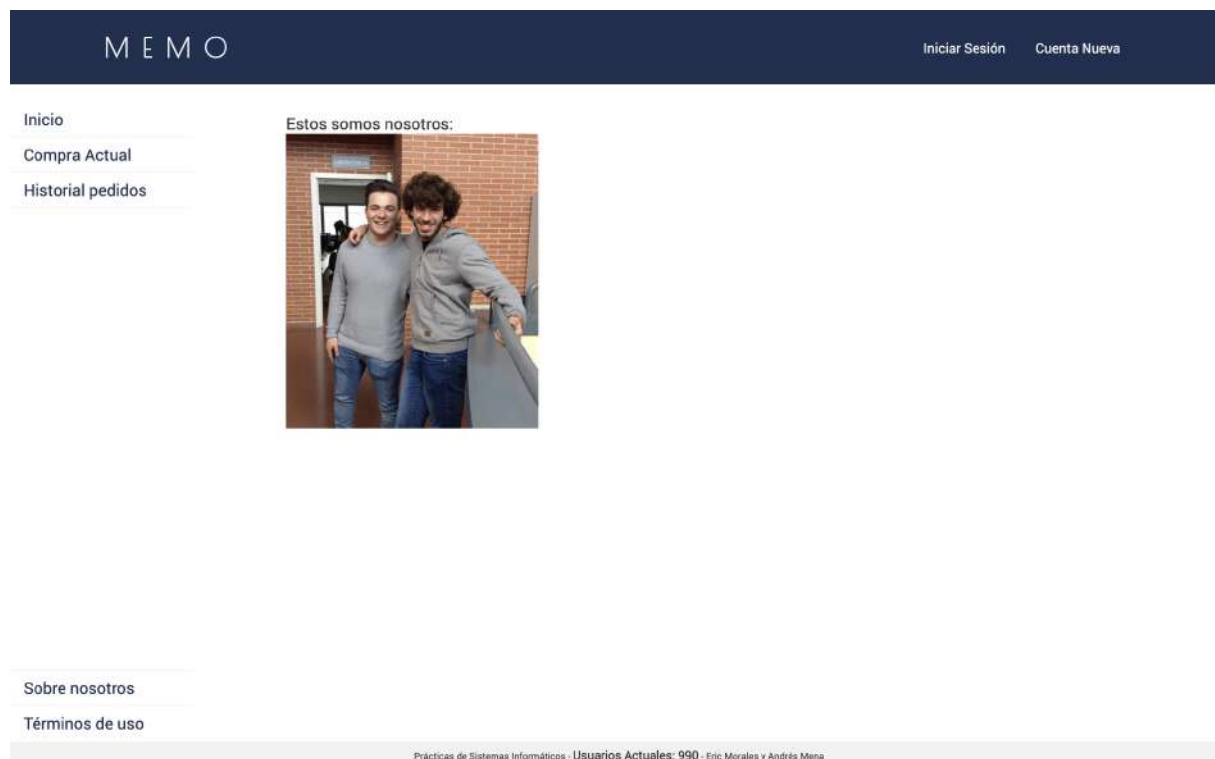 MEMO
Iniciar Sesión Cuenta Nueva
Inicio
Compra Actual
Historial pedidos
Estos somos nosotros:
Sobre nosotros
Términos de uso
Prácticas de Sistemas Informáticos - Usuarios Actuales: 990 - Eric Morales y Andrés Mena